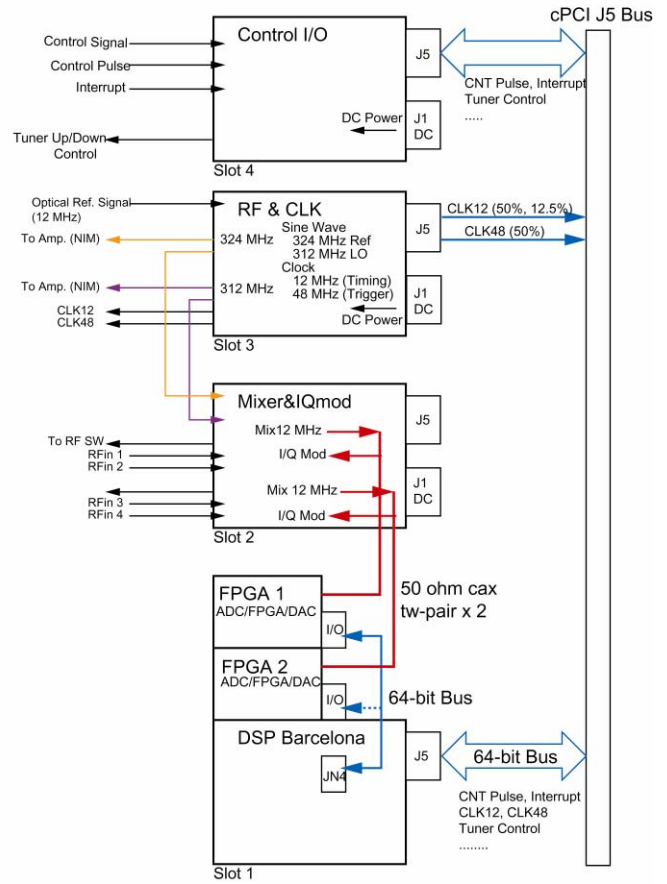 cPCI J5 Bus
Control I/O
Control Signal
Control Pulse
Interrupt
J5
CNT Pulse, Interrupt
Tuner Control
.....
DC Power
J1
DC
Tuner Up/Down
Control
Slot 4
Optical Ref. Signal
(12 MHz)
RF & CLK
Sine Wave
324 MHz Ref
312 MHz LO
Clock
12 MHz (Timing)
48 MHz (Trigger)
DC Power
324 MHz
312 MHz
J5
J1
DC
CLK12 (50%, 12.5%)
CLK48 (50%)
To Amp. (NIM)
To Amp. (NIM)
CLK12
CLK48
Slot 3
Mixer&IQmod
Mix12 MHz
I/Q Mod
Mix 12 MHz
I/Q Mod
J5
J1
DC
To RF SW
RFin 1
RFin 2
RFin 3
RFin 4
Slot 2
FPGA 1
ADC/FPGA/DAC
I/O
50 ohm cax
tw-pair x 2
FPGA 2
ADC/FPGA/DAC
I/O
64-bit Bus
DSP Barcelona
JN4
J5
64-bit Bus
CNT Pulse, Interrupt
CLK12, CLK48
Tuner Control
........
Slot 1